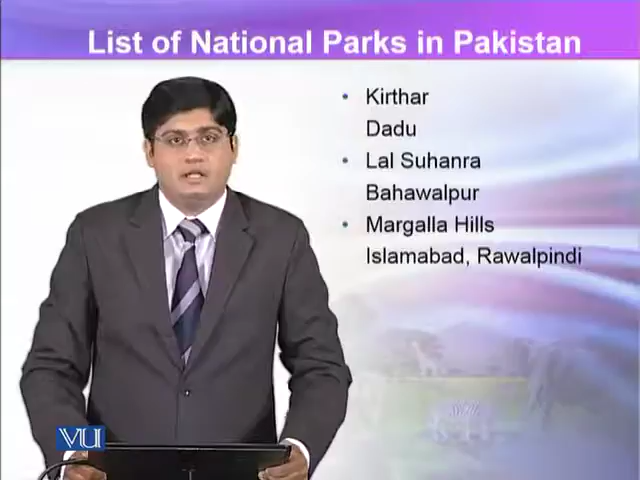 List of National Parks in Pakistan
• Kirthar
Dadu
• Lal Suhanra
Bahawalpur
• Margalla Hills
Islamabad, Rawalpindi
VU